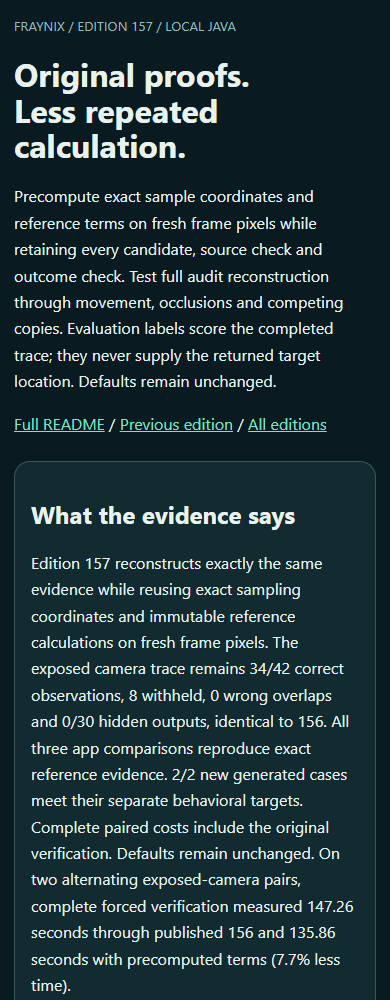 FRAYNIX / EDITION 157 / LOCAL JAVA
Original proofs.
Less repeated
calculation.
Precompute exact sample coordinates and
reference terms on fresh frame pixels while
retaining every candidate, source check and
outcome check. Test full audit reconstruction
through movement, occlusions and competing
copies. Evaluation labels score the completed
trace; they never supply the returned target
location. Defaults remain unchanged.
Full README / Previous edition / All editions
What the evidence says
Edition 157 reconstructs exactly the same
evidence while reusing exact sampling
coordinates and immutable reference
calculations on fresh frame pixels. The
exposed camera trace remains 34/42 correct
observations, 8 withheld, 0 wrong overlaps
and 0/30 hidden outputs, identical to 156. All
three app comparisons reproduce exact
reference evidence. 2/2 new generated cases
meet their separate behavioral targets.
Complete paired costs include the original
verification. Defaults remain unchanged. On
two alternating exposed-camera pairs,
complete forced verification measured 147.26
seconds through published 156 and 135.86
seconds with precomputed terms (7.7% less
time).